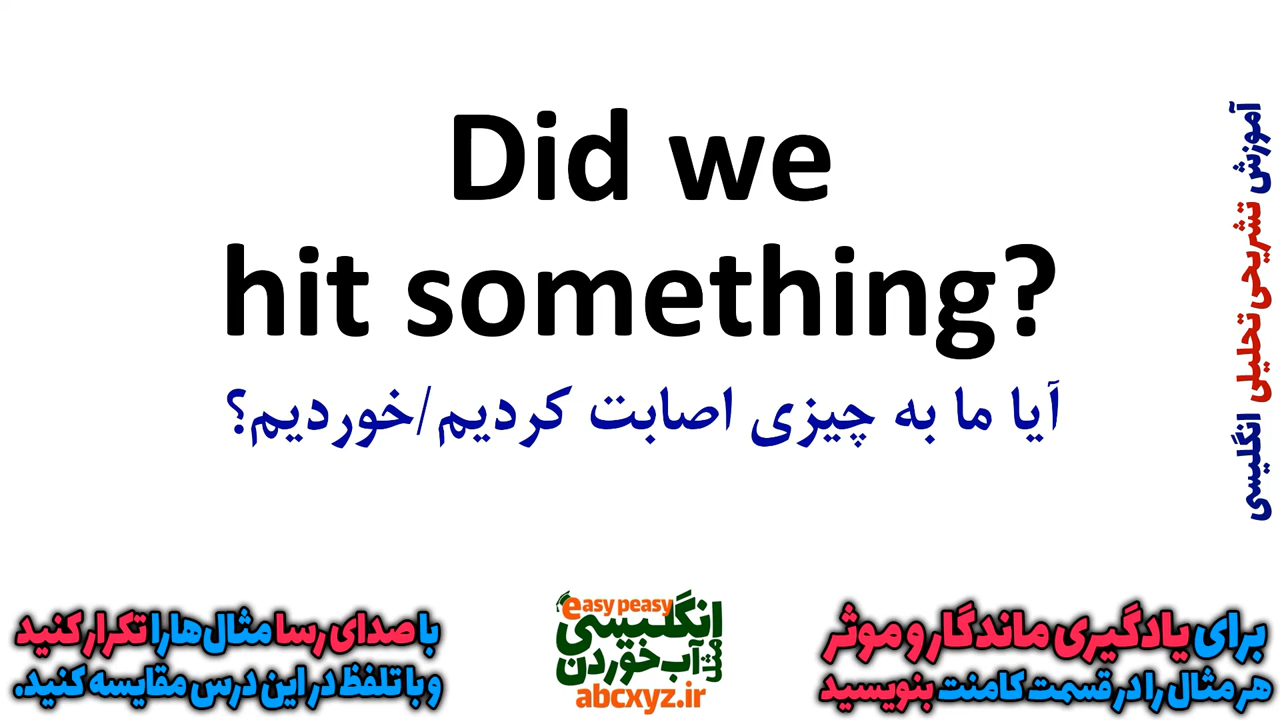 Did we
hit something?
آیا ما به چیزی اصابت کردیم/خوردیم؟
آموزش تشریحی تحلیلی انگلیسی
برای یادگیری ماندگار و موثر
هر مثال را در قسمت کامنت بنویسید
easy peasy
انگلیسی
مثل
آب خوردن
abcxyz.ir
با صدای رسا مثال‌ها را تکرار کنید
و با تلفظ در این درس مقایسه کنید.